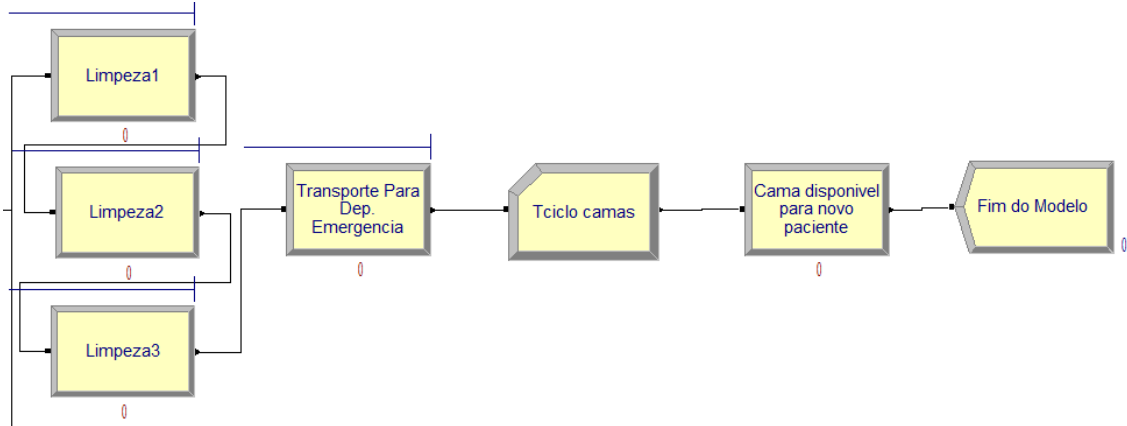 Limpeza1
0
Limpeza2
0
Limpeza3
0
Transporte Para
Dep.
Emergencia
0
Tciclo camas
Cama disponivel
para novo
paciente
0
Fim do Modelo
0